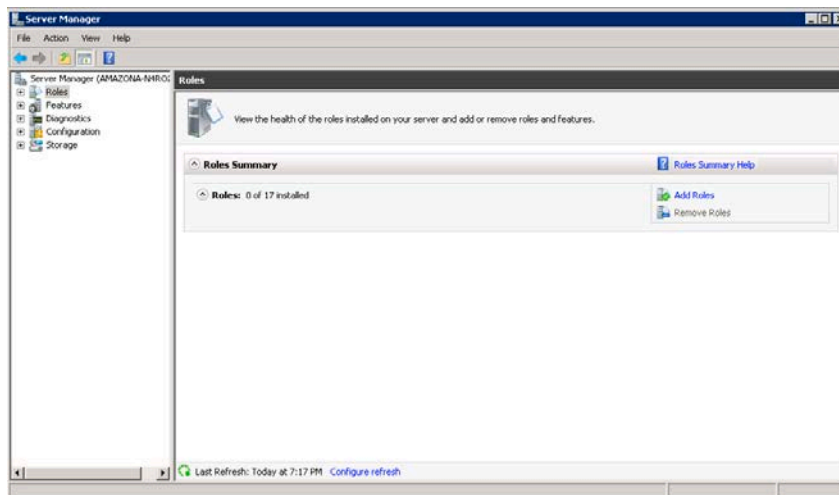 Server Manager
File Action View Help
Server Manager (AMAZONA-N4RO
Roles
Features
Diagnostics
Configuration
Storage
Roles
View the health of the roles installed on your server and add or remove roles and features.
Roles Summary
Roles Summary Help
Roles: 0 of 17 installed
Add Roles
Remove Roles
Last Refresh: Today at 7:17 PM Configure refresh